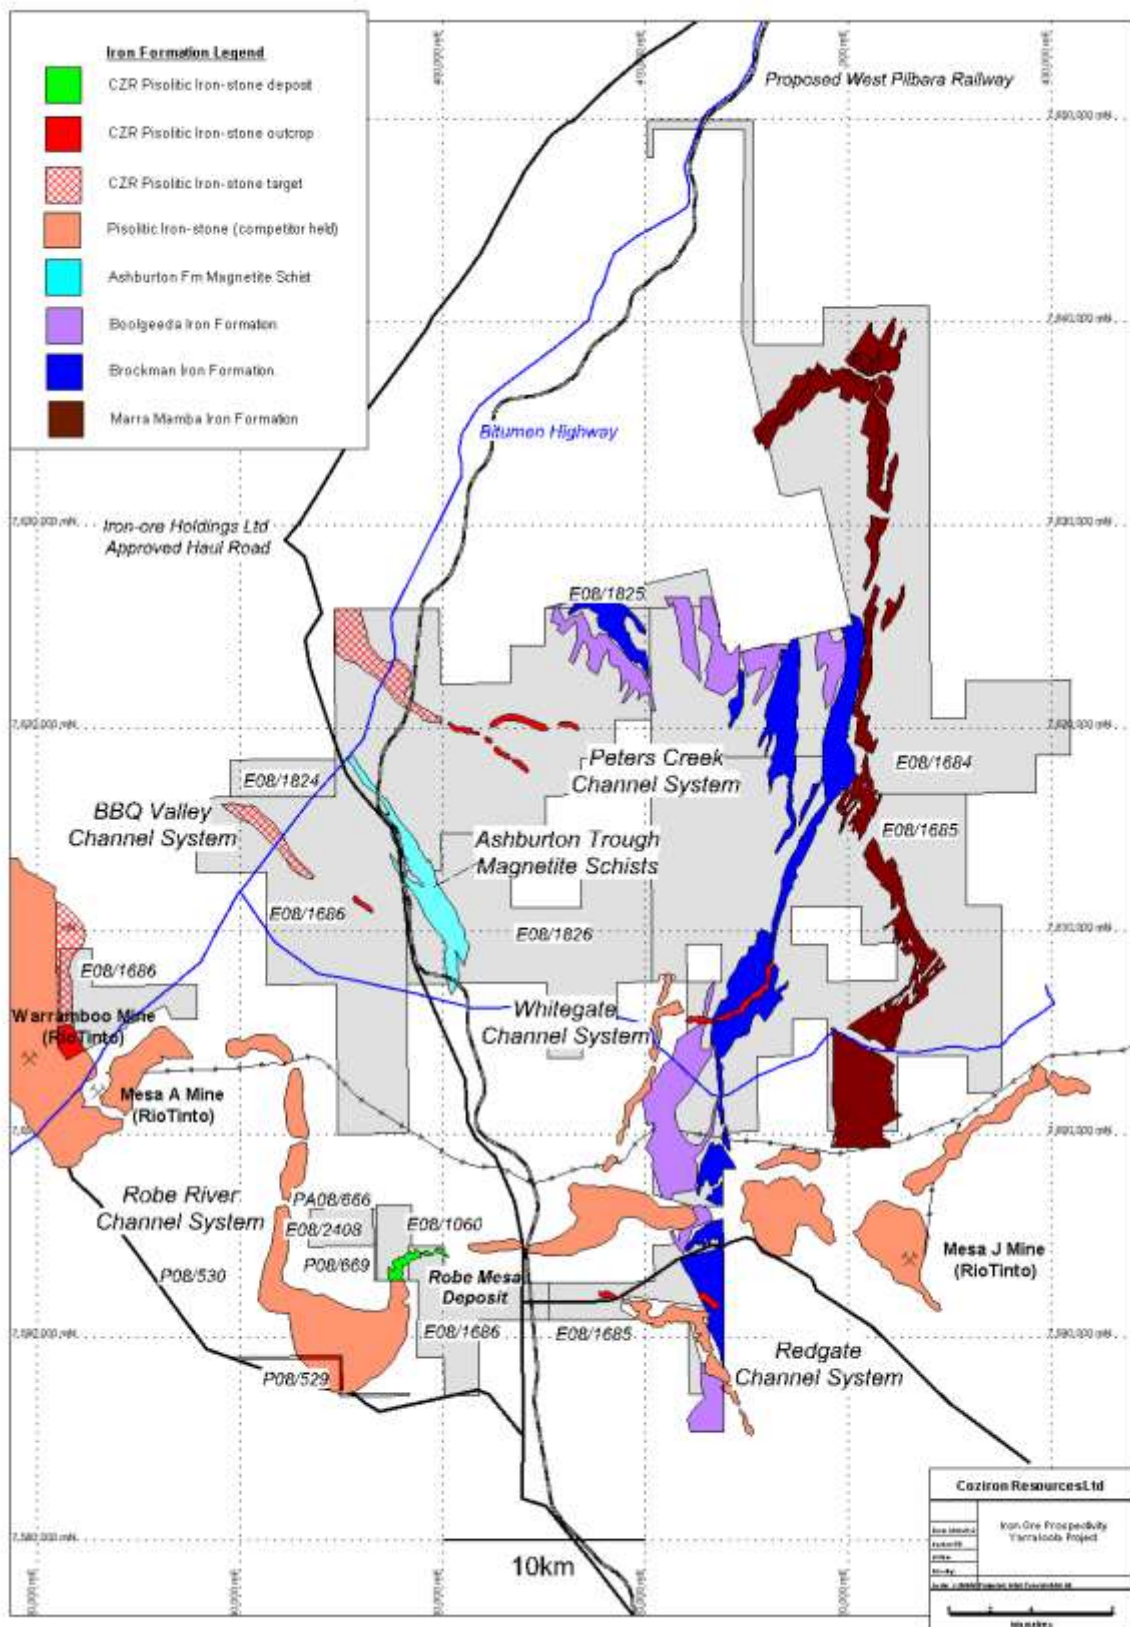 Iron Formation Legend
CZR Pisolitic Iron-stone deposit
CZR Pisolitic Iron-stone outcrop
CZR Pisolitic Iron-stone target
Pisolitic Iron-stone (competitor held)
Ashburton Fm Magnetite Schist
Boolgeeda Iron Formation
Brockman Iron Formation
Marra Mamba Iron Formation
Proposed West Pilbara Railway
Bitumen Highway
Iron-ore Holdings Ltd
Approved Haul Road
E08/1825
Peters Creek
Channel System
E08/1684
E08/1824
BBQ Valley
Channel System
E08/1685
Ashburton Trough
Magnetite Schists
E08/1686
E08/1826
E08/1686
Whitegate
Channel System
Warramboo Mine
(RioTinto)
Mesa A Mine
(RioTinto)
Robe River
Channel System
PA08/666
E08/2408
E08/1060
P08/669
P08/530
Robe Mesa
Deposit
Mesa J Mine
(RioTinto)
E08/1686
E08/1685
Redgate
Channel System
P08/529
10km
Coziron Resources Ltd
Iron Ore Prospectivity
Yarraloola Project